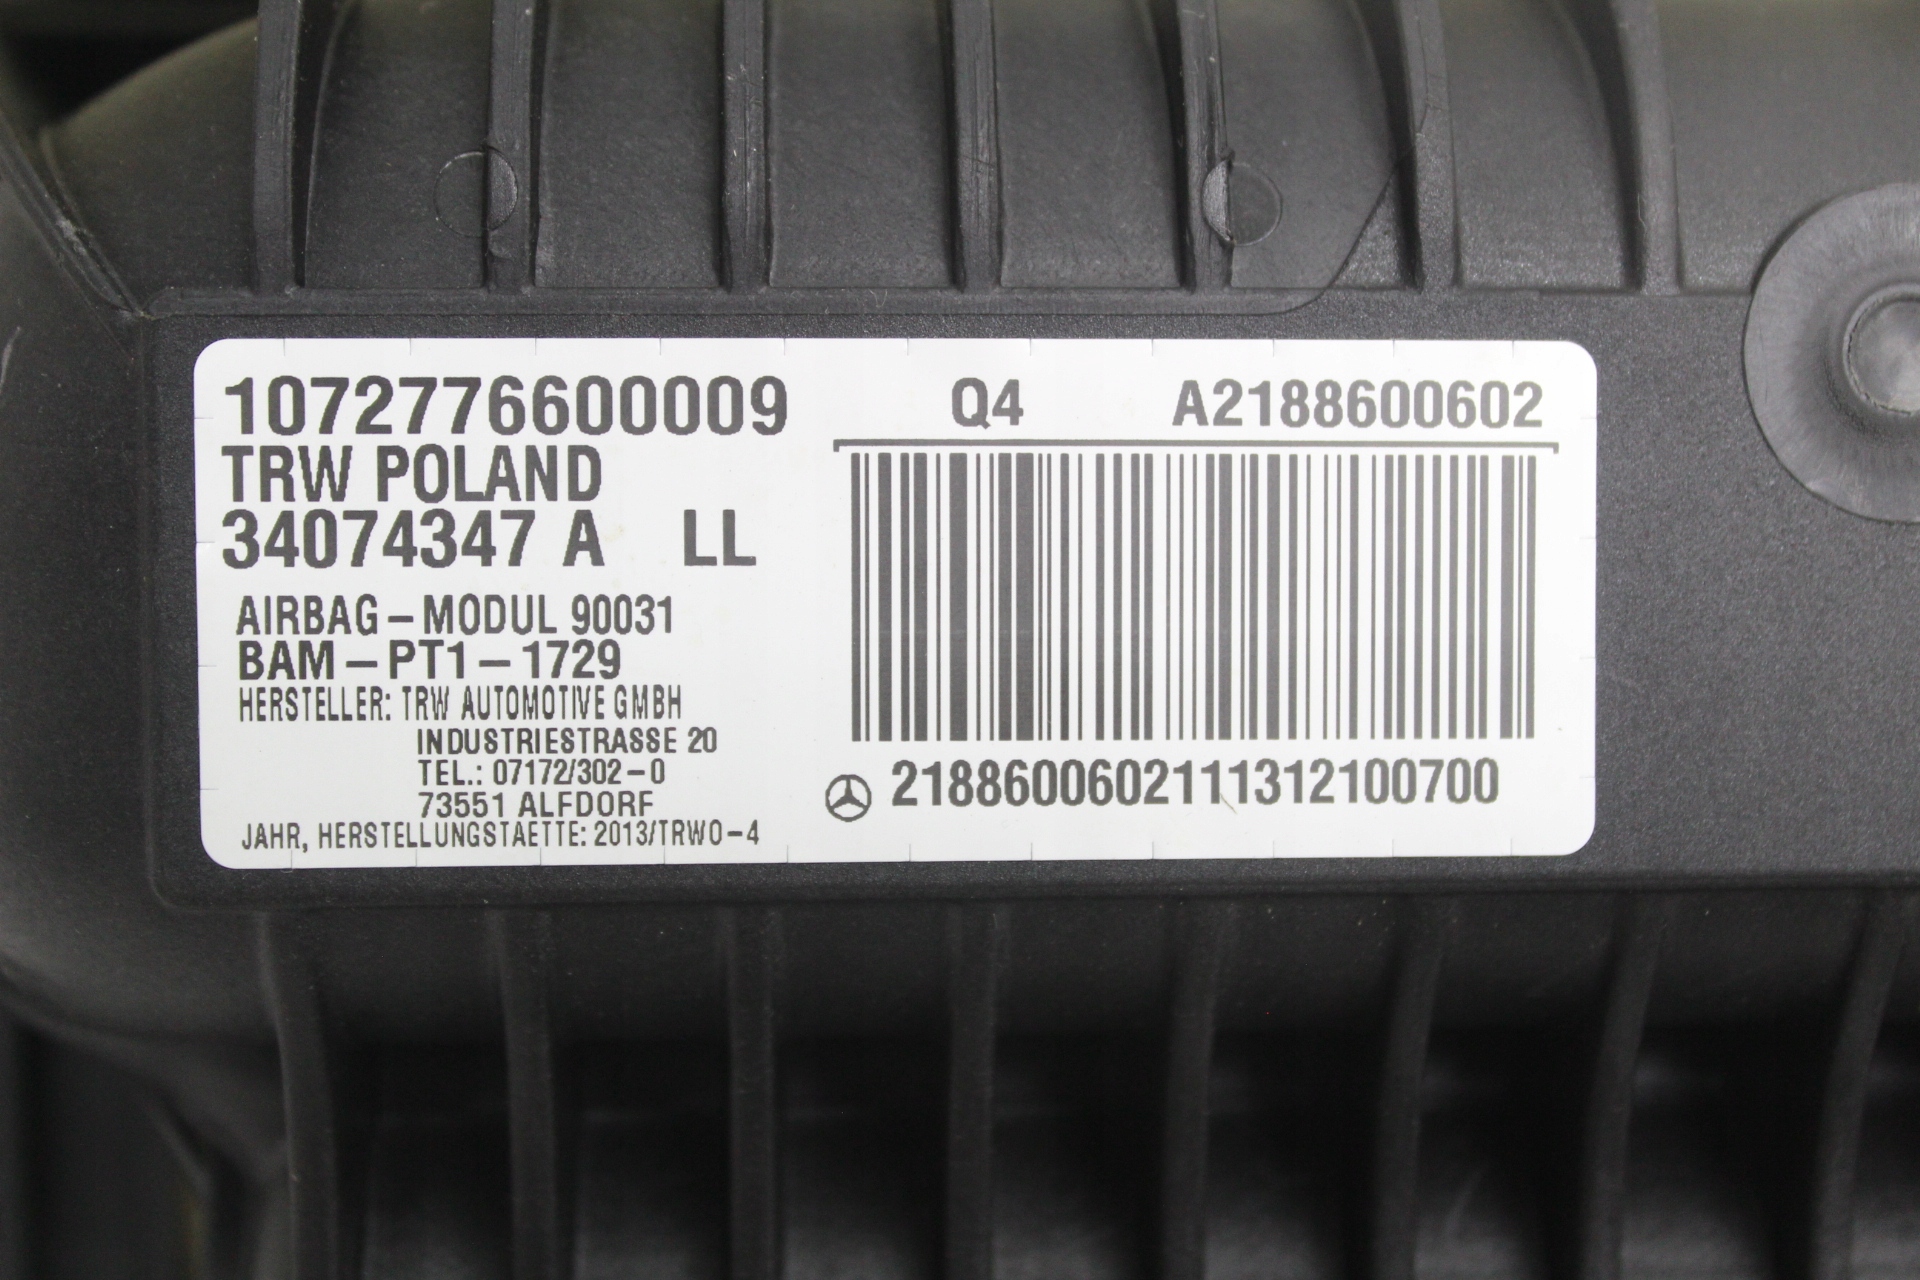 1072776600009 Q4 A2188600602
TRW POLAND
34074347 A LL
AIRBAG-MODUL 90031
BAM-PT1-1729
HERSTELLER: TRW AUTOMOTIVE GMBH
INDUSTRIESTRASSE 20
TEL.: 07172/302-0
73551 ALFDORF
JAHR, HERSTELLUNGSTAETTE: 2013/TRWO-4
2188600602111312100700